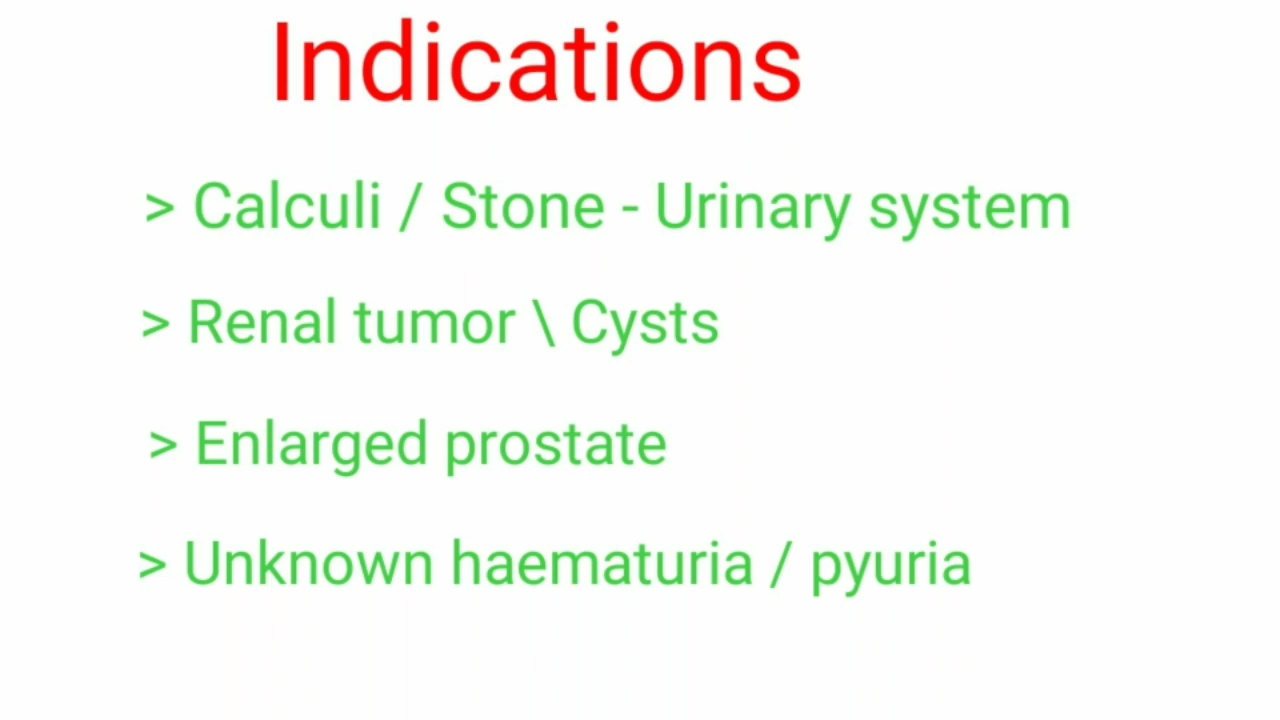 Indications
> Calculi / Stone - Urinary system
> Renal tumor \ Cysts
> Enlarged prostate
> Unknown haematuria / pyuria